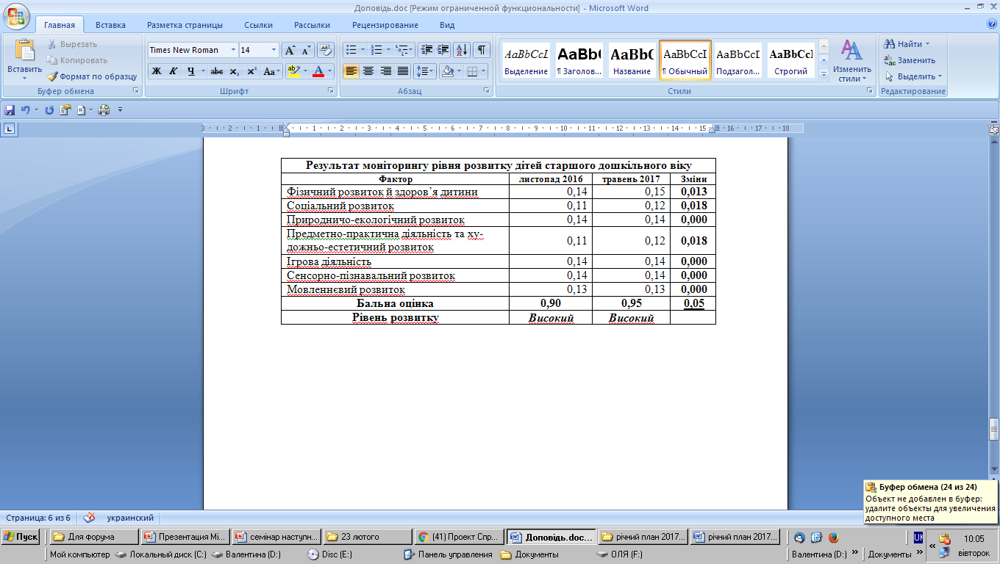 Доповідь.doc [Режим ограниченной функциональности] - Microsoft Word
Главная Вставка Разметка страницы Ссылки Рассылки Рецензирование Вид
Вставить
Вырезать
Копировать
Формат по образцу
Буфер обмена
Times New Roman 14
Ж К Ч abc x₂ x² Aa ab А
Шрифт
Абзац
AaBbCcI AaBb( AaBb( AaBbCcI AaBbCcI AaBbCcI
Выделение ¶ Заголов... Название ¶ Обычный Подзагол... Строгий
Изменить стили
Стили
Найти
Заменить
Выделить
Редактирование
3 2 1 1 2 3 4 5 6 7 8 9 10 11 12 13 14 15 16 17 18
Результат моніторингу рівня розвитку дітей старшого дошкільного віку
Фактор листопад 2016 травень 2017 Зміни
Фізичний розвиток й здоров’я дитини 0,14 0,15 0,013
Соціальний розвиток 0,11 0,12 0,018
Природничо-екологічний розвиток 0,14 0,14 0,000
Предметно-практична діяльність та ху-
дожньо-естетичний розвиток 0,11 0,12 0,018
Ігрова діяльність 0,14 0,14 0,000
Сенсорно-пізнавальний розвиток 0,14 0,14 0,000
Мовленнєвий розвиток 0,13 0,13 0,000
Бальна оцінка 0,90 0,95 0,05
Рівень розвитку Високий Високий
Буфер обмена (24 из 24)
Объект не добавлен в буфер:
удалите объекты для увеличения
доступного места
Страница: 6 из 6 украинский
Пуск Для форума Презентация Мі... семінар наступн... 23 лютого (41) Проект Спр... Доповідь.doc... річний план 2017... річний план 2017... UK 10:05
Мой компьютер Локальный диск (C:) Валентина (D:) Disc (E:) Панель управления Документы ОЛЯ (F:) Валентина (D:) » Документы » вівторок